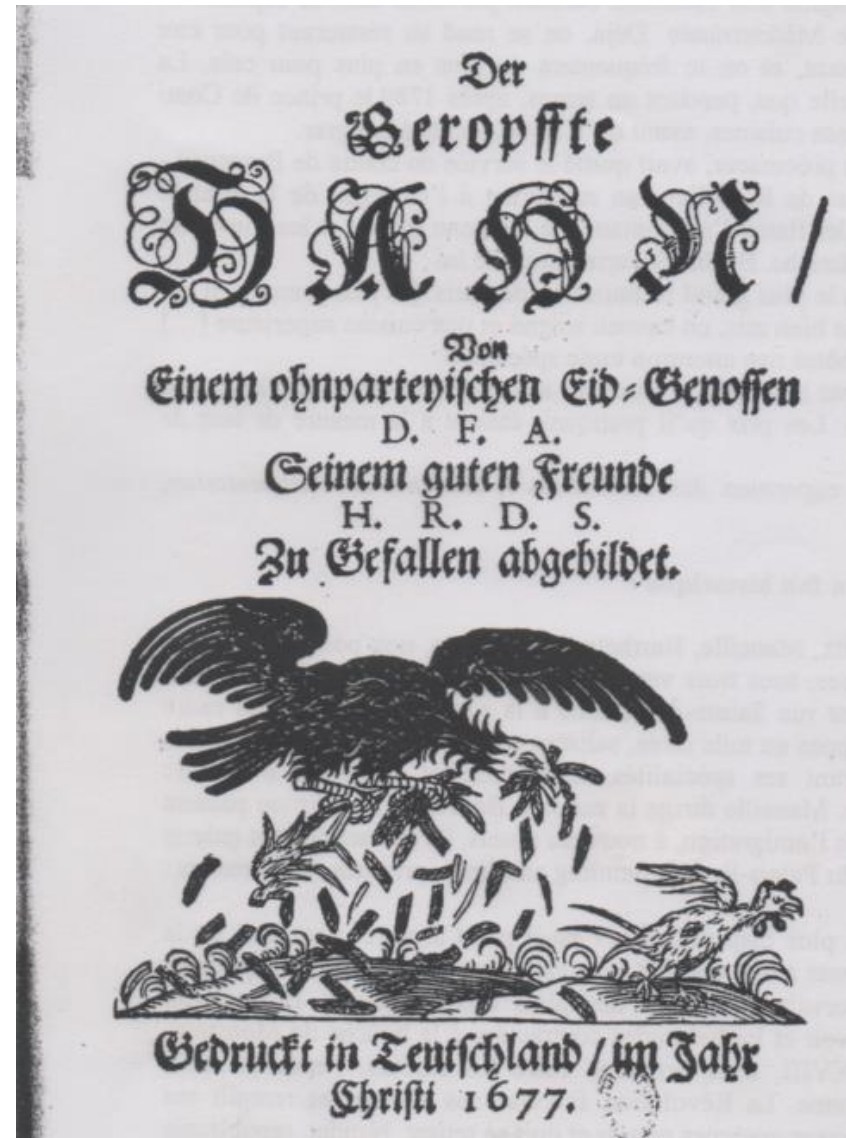 Der
Geropffte
HAHN /
Von
Einem ohnparteyischen Eid-Genossen
D. F. A.
Seinem guten Freunde
H. R. D. S.
Zu Gefallen abgebildet.
Gedruckt in Teutschland / im Jahr
Christi 1677.